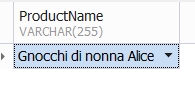 ProductName
VARCHAR(255)
Gnocchi di nonna Alice